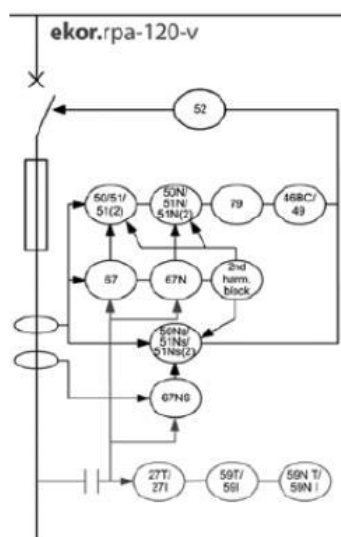 ekor.rpa-120-v
52
50/51/
51(2)
50N/
51N/
51N(2)
79
46BC/
49
67
67N
2nd
harm.
block
50Ns/
51Ns/
51Ns(2)
67NS
27T/
27I
59T/
59I
59N T/
59N I